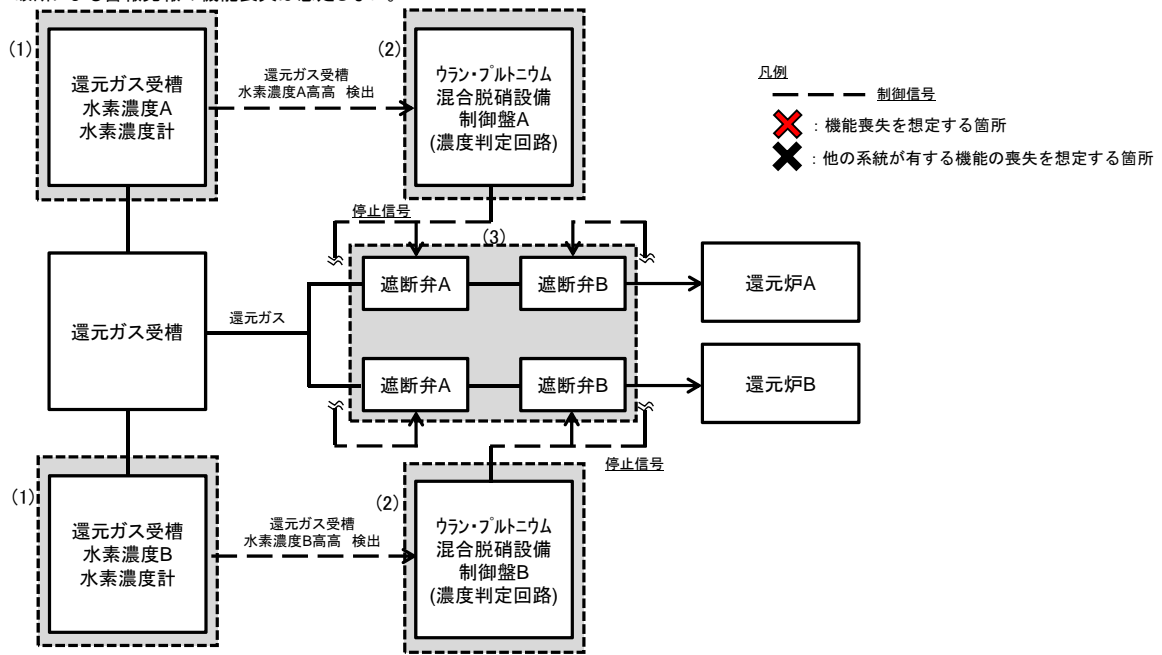 (1)
還元ガス受槽
水素濃度A
水素濃度計
還元ガス受槽
水素濃度A高高 検出
(2)
ウラン・プルトニウム
混合脱硝設備
制御盤A
(濃度判定回路)
凡例
制御信号
:機能喪失を想定する箇所
:他の系統が有する機能の喪失を想定する箇所
停止信号
(3)
遮断弁A
遮断弁B
還元炉A
還元ガス受槽
還元ガス
遮断弁A
遮断弁B
還元炉B
停止信号
(1)
還元ガス受槽
水素濃度B
水素濃度計
還元ガス受槽
水素濃度B高高 検出
(2)
ウラン・プルトニウム
混合脱硝設備
制御盤B
(濃度判定回路)